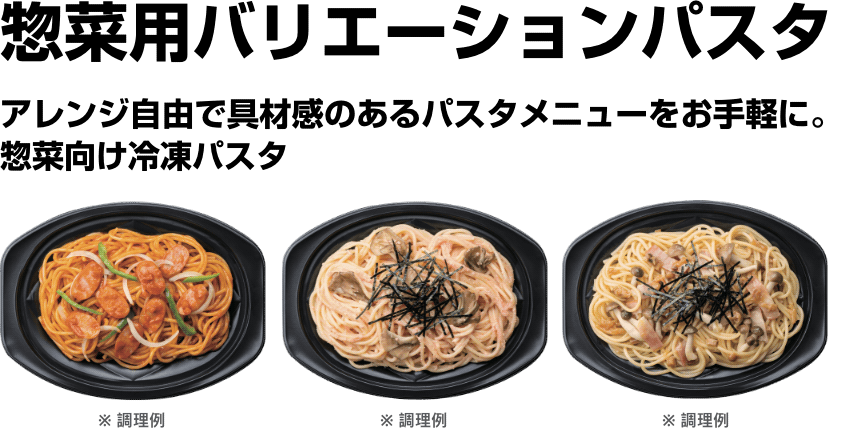 惣菜用バリエーションパスタ
アレンジ自由で具材感のあるパスタメニューをお手軽に。
惣菜向け冷凍パスタ
※ 調理例
※ 調理例
※ 調理例